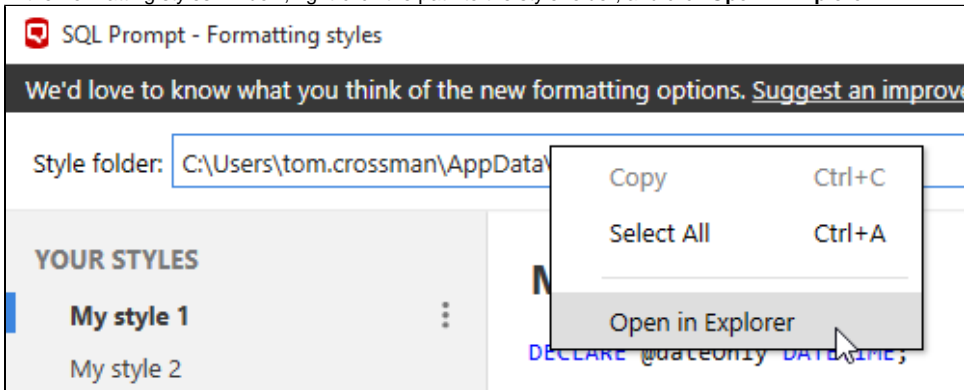 SQL Prompt - Formatting styles
We'd love to know what you think of the new formatting options. Suggest an improve
Style folder: C:\Users\tom.crossman\AppData\
Copy Ctrl+C
Select All Ctrl+A
YOUR STYLES
My style 1
Open in Explorer
DECLARE @dateOnly DATETIME;
My style 2